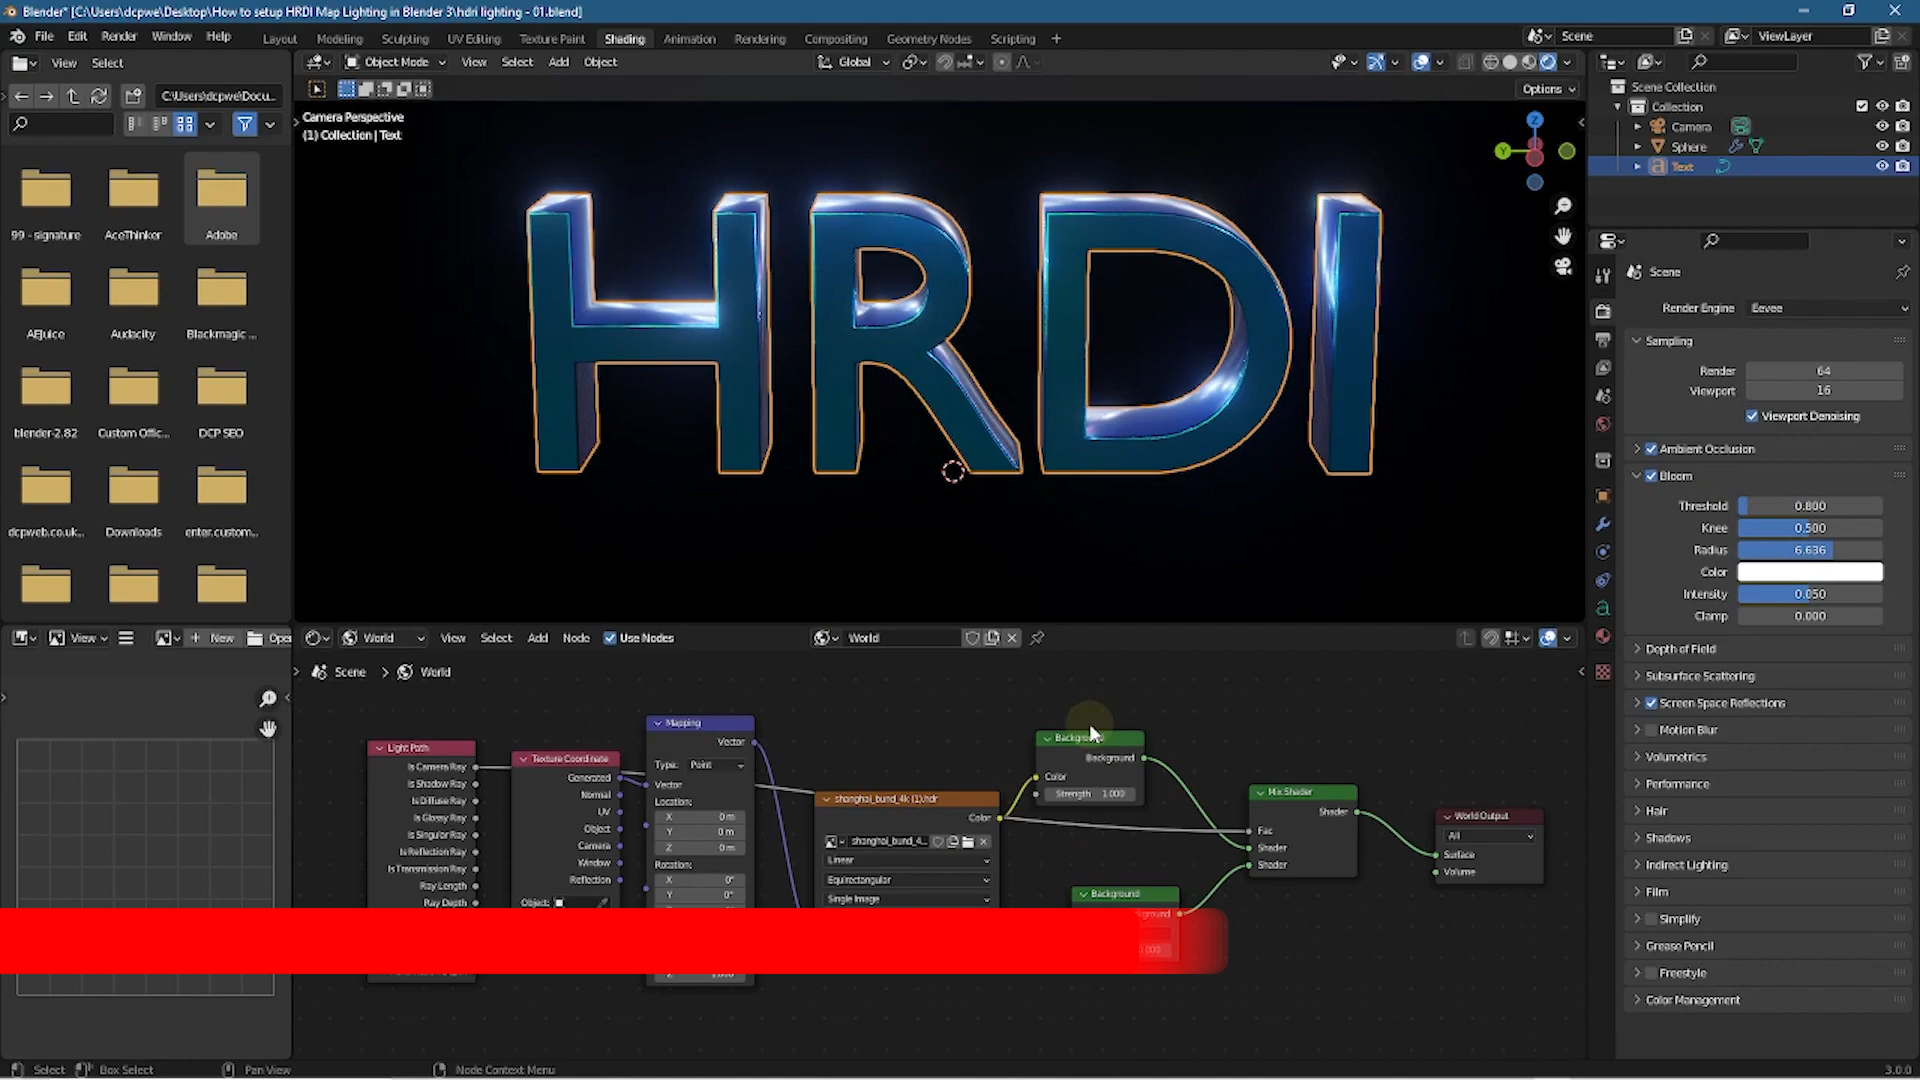 Blender* [C:\Users\dcpwe\Desktop\How to setup HRDI Map Lighting in Blender 3\hdri lighting - 01.blend]
File Edit Render Window Help
Layout Modeling Sculpting UV Editing Texture Paint Shading Animation Rendering Compositing Geometry Nodes Scripting +
Scene
ViewLayer
View Select
Object Mode View Select Add Object
Global
C:\Users\dcpwe\Docu...
Options
Camera Perspective
(1) Collection | Text
Z
Y
HRDI
99 - signature AceThinker Adobe
AEJuice Audacity Blackmagic ...
blender-2.82 Custom Offic... DCP SEO
dcpweb.co.uk... Downloads enter.custom...
Scene Collection
Collection
Camera
Sphere
Text
Scene
Render Engine Eevee
Sampling
Render 64
Viewport 16
Viewport Denoising
Ambient Occlusion
Bloom
Threshold 0.800
Knee 0.500
Radius 6.636
Color
Intensity 0.050
Clamp 0.000
Depth of Field
Subsurface Scattering
Screen Space Reflections
Motion Blur
Volumetrics
Performance
Hair
Shadows
Indirect Lighting
Film
Simplify
Grease Pencil
Freestyle
Color Management
View New Open
World View Select Add Node Use Nodes
World
Scene > World
Light Path
Is Camera Ray
Is Shadow Ray
Is Diffuse Ray
Is Glossy Ray
Is Singular Ray
Is Reflection Ray
Is Transmission Ray
Ray Length
Ray Depth
Texture Coordinate
Generated
Normal
UV
Object
Camera
Window
Reflection
Object:
Mapping
Vector
Type: Point
Vector
Location:
X 0 m
Y 0 m
Z 0 m
Rotation:
X 0°
Y 0°
shanghai_bund_4k (1).hdr
Color
shanghai_bund_4...
Linear
Equirectangular
Single Image
Background
Color
Strength 1.000
Background
Mix Shader
Shader
Fac
Shader
Shader
World Output
All
Surface
Volume
Select Box Select Pan View Node Context Menu
3.0.0